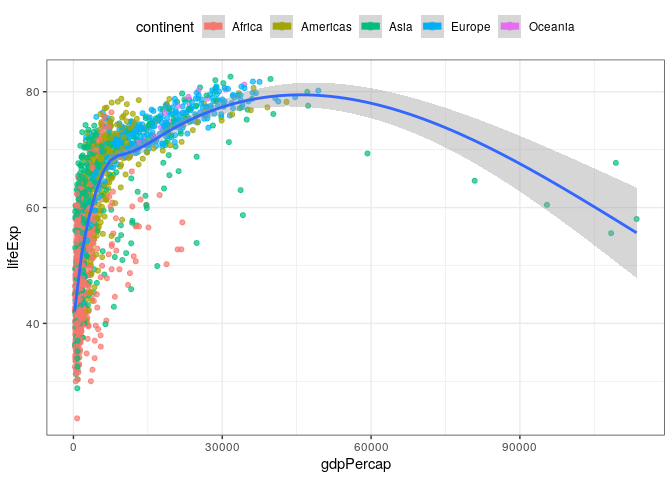 continent Africa Americas Asia Europe Oceania
80
60
40
lifeExp
0 30000 60000 90000
gdpPercap